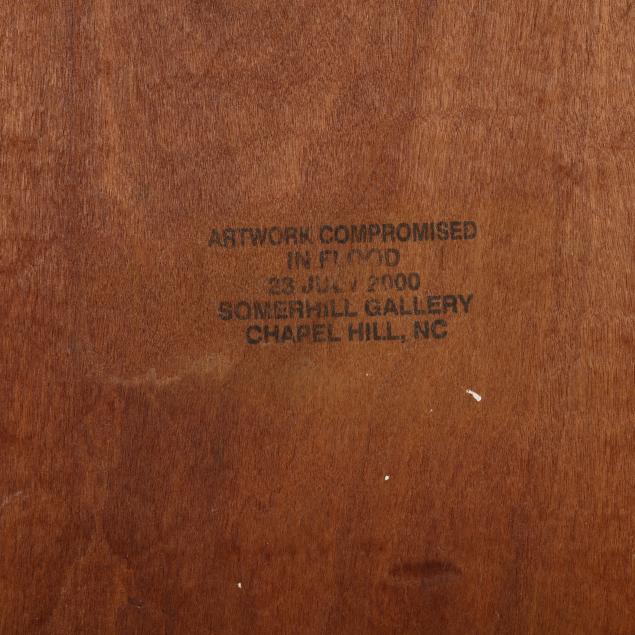 ARTWORK COMPROMISED
IN FLOOD
23 JULY 2000
SOMERHILL GALLERY
CHAPEL HILL, NC